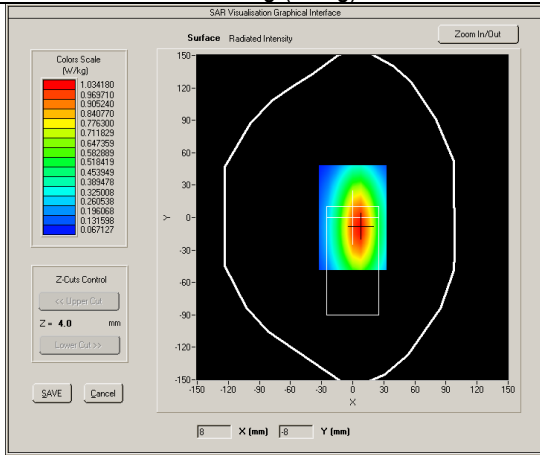 SAR Visualisation Graphical Interface
Surface Radiated Intensity
Zoom In/Out
Colors Scale
(W/kg)
1.034180
0.969710
0.905240
0.840770
0.776300
0.711829
0.647359
0.582889
0.518419
0.453949
0.389478
0.325008
0.260538
0.196068
0.131598
0.067127
Z-Cuts Control
<< Upper Cut
Z = 4.0 mm
Lower Cut >>
SAVE Cancel
150
120
90
60
30
0
-30
-60
-90
-120
-150
Y
-150 -120 -90 -60 -30 0 30 60 90 120 150
X
8 X (mm) -8 Y (mm)